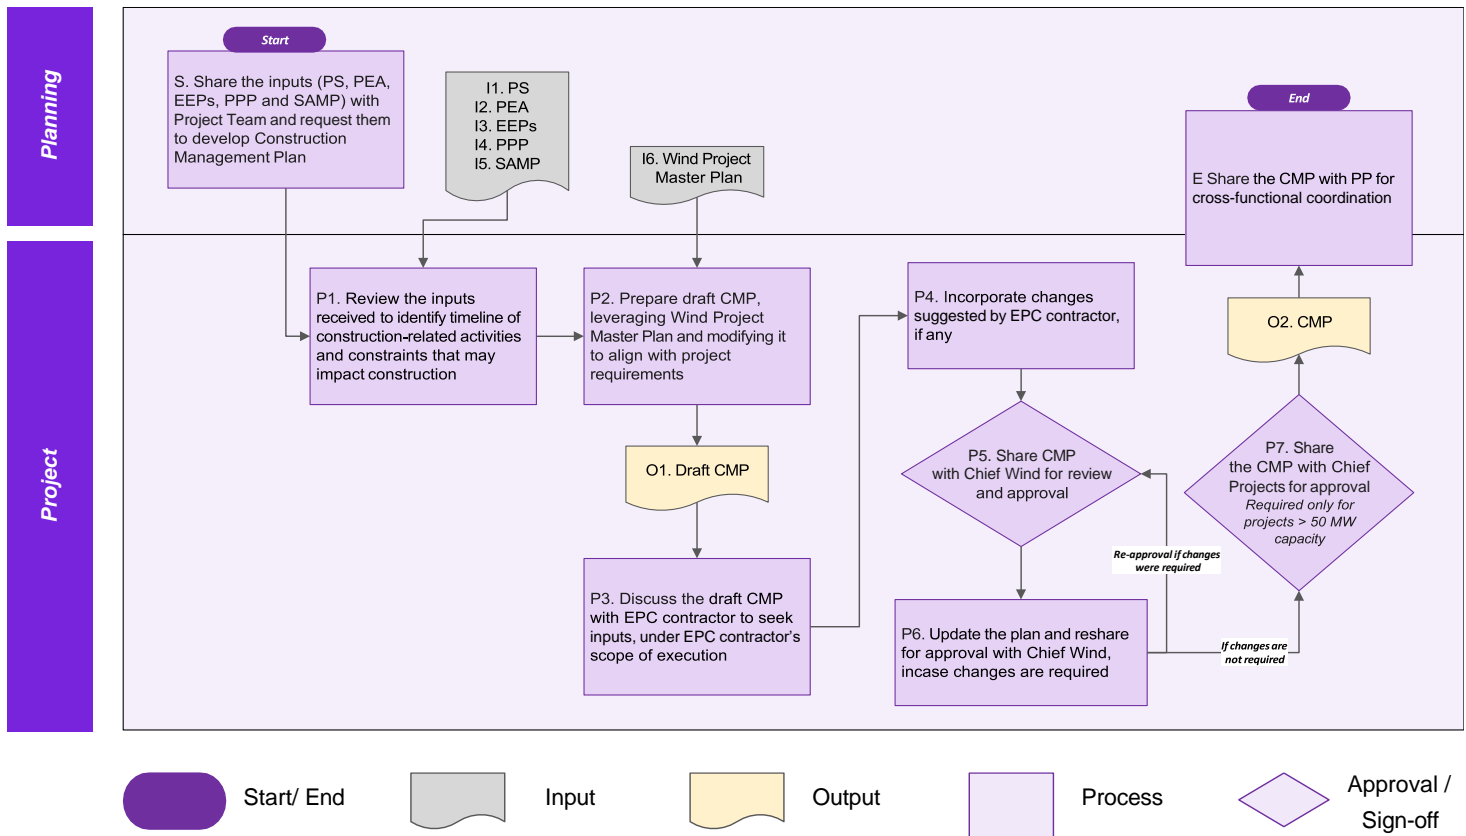 Planning
Start
S. Share the inputs (PS, PEA,
EEPs, PPP and SAMP) with
Project Team and request them
to develop Construction
Management Plan
I1. PS
I2. PEA
I3. EEPs
I4. PPP
I5. SAMP
I6. Wind Project
Master Plan
End
E Share the CMP with PP for
cross-functional coordination
Project
P1. Review the inputs
received to identify timeline of
construction-related activities
and constraints that may
impact construction
P2. Prepare draft CMP,
leveraging Wind Project
Master Plan and modifying it
to align with project
requirements
O1. Draft CMP
P3. Discuss the draft CMP
with EPC contractor to seek
inputs, under EPC contractor's
scope of execution
P4. Incorporate changes
suggested by EPC contractor,
if any
P5. Share CMP
with Chief Wind for review
and approval
Re-approval if changes
were required
P6. Update the plan and reshare
for approval with Chief Wind,
incase changes are required
If changes are
not required
P7. Share
the CMP with Chief
Projects for approval
Required only for
projects > 50 MW
capacity
O2. CMP
Start/ End
Input
Output
Process
Approval /
Sign-off